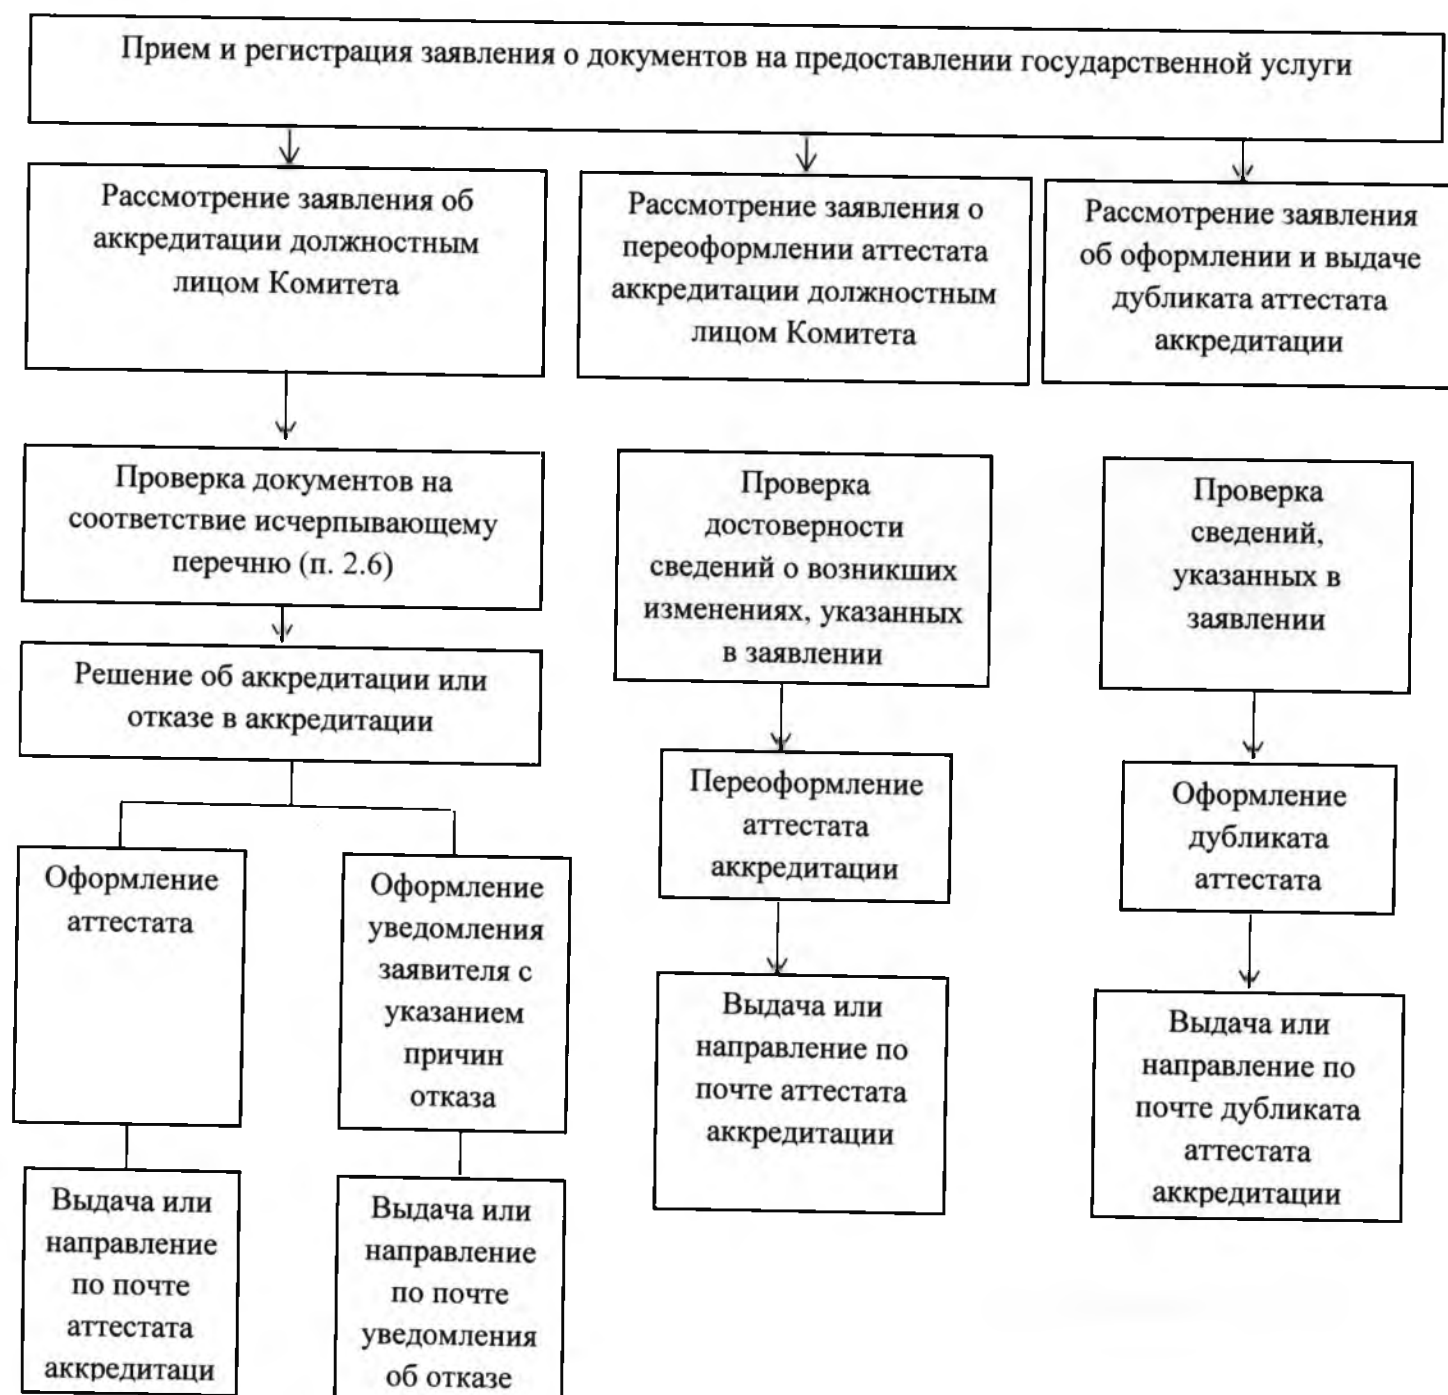 Прием и регистрация заявления о документов на предоставлении государственной услуги
Рассмотрение заявления об
аккредитации должностным
лицом Комитета
Рассмотрение заявления о
переоформлении аттестата
аккредитации должностным
лицом Комитета
Рассмотрение заявления
об оформлении и выдаче
дубликата аттестата
аккредитации
Проверка документов на
соответствие исчерпывающему
перечню (п. 2.6)
Проверка
достоверности
сведений о возникших
изменениях, указанных
в заявлении
Проверка
сведений,
указанных в
заявлении
Решение об аккредитации или
отказе в аккредитации
Переоформление
аттестата
аккредитации
Оформление
дубликата
аттестата
Оформление
аттестата
Оформление
уведомления
заявителя с
указанием
причин
отказа
Выдача или
направление по
почте аттестата
аккредитации
Выдача или
направление по
почте дубликата
аттестата
аккредитации
Выдача или
направление
по почте
аттестата
аккредитаци
Выдача или
направление
по почте
уведомления
об отказе